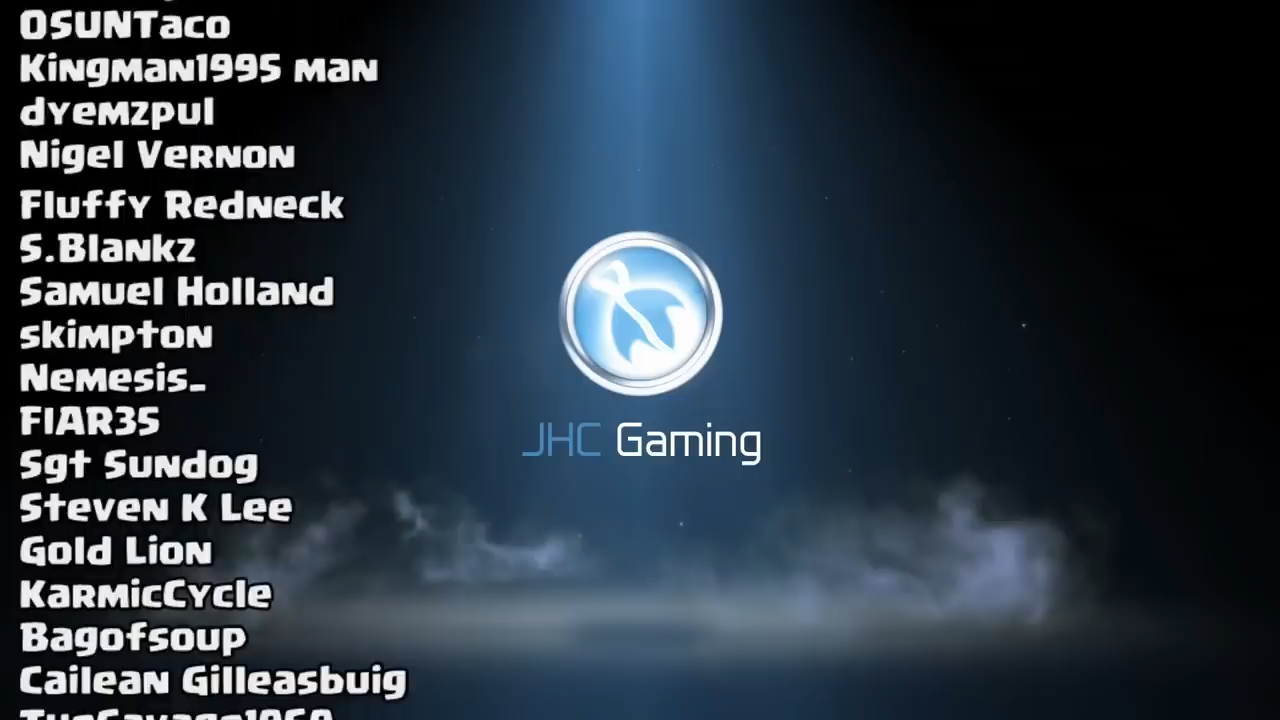 OSUNTaco
Kingman1995 man
dyemzpul
Nigel Vernon
Fluffy Redneck
S.Blankz
Samuel Holland
skimpton
Nemesis_
FIAR35
Sgt Sundog
Steven K Lee
Gold Lion
KarmicCycle
Bagofsoup
Cailean Gilleasbuig
JHC Gaming